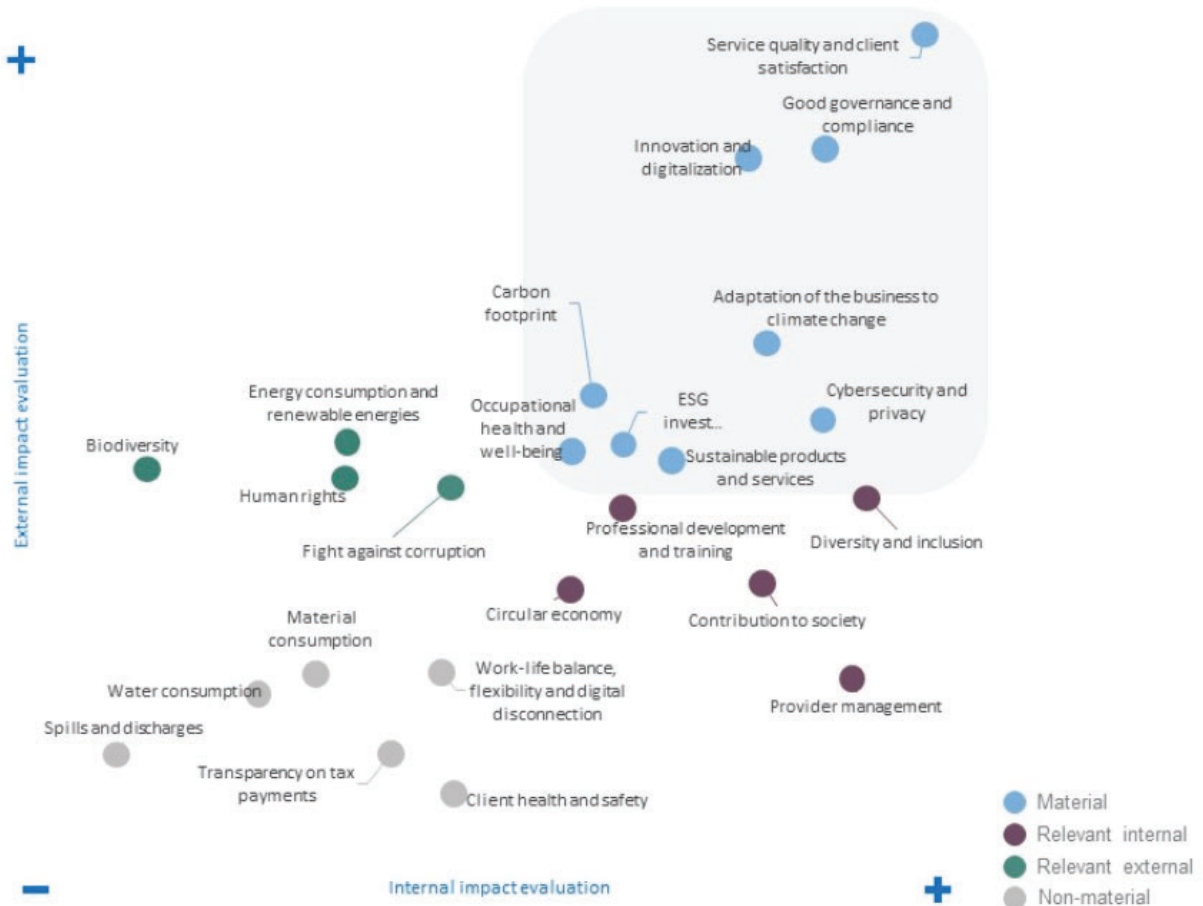 +
Service quality and client
satisfaction
Good governance and
compliance
Innovation and
digitalization
Carbon
footprint
Adaptation of the business to
climate change
External impact evaluation
Energy consumption and
renewable energies
Occupational
health and
well-being
ESG
invest...
Cybersecurity and
privacy
Biodiversity
Sustainable products
and services
Human rights
Professional development
and training
Diversity and inclusion
Fight against corruption
Circular economy
Contribution to society
Material
consumption
Work-life balance,
flexibility and digital
disconnection
Water consumption
Provider management
Spills and discharges
Transparency on tax
payments
Client health and safety
Material
Relevant internal
Relevant external
Non-material
−
Internal impact evaluation
+